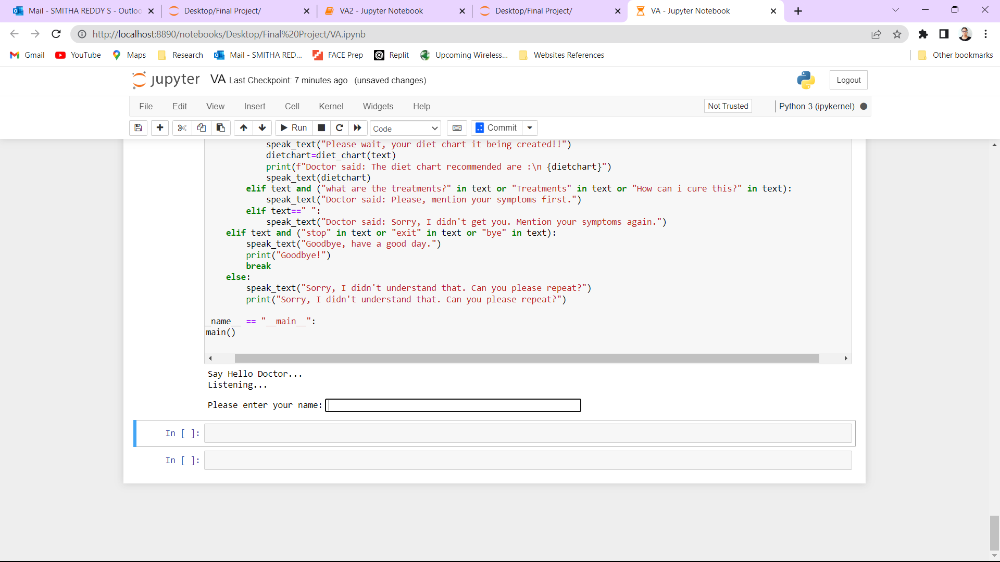 Mail - SMITHA REDDY S - Outloo
Desktop/Final Project/
VA2 - Jupyter Notebook
Desktop/Final Project/
VA - Jupyter Notebook
http://localhost:8890/notebooks/Desktop/Final%20Project/VA.ipynb
Gmail YouTube Maps Research Mail - SMITHA RED... FACE Prep Replit Upcoming Wireless... Websites References Other bookmarks
jupyter VA Last Checkpoint: 7 minutes ago (unsaved changes) Logout
File Edit View Insert Cell Kernel Widgets Help Not Trusted Python 3 (ipykernel)
Run Code Commit
speak_text("Please wait, your diet chart it being created!!")
dietchart=diet_chart(text)
print(f"Doctor said: The diet chart recommended are :\n {dietchart}")
speak_text(dietchart)
elif text and ("what are the treatments?" in text or "Treatments" in text or "How can i cure this?" in text):
speak_text("Doctor said: Please, mention your symptoms first.")
elif text==" ":
speak_text("Doctor said: Sorry, I didn't get you. Mention your symptoms again.")
elif text and ("stop" in text or "exit" in text or "bye" in text):
speak_text("Goodbye, have a good day.")
print("Goodbye!")
break
else:
speak_text("Sorry, I didn't understand that. Can you please repeat?")
print("Sorry, I didn't understand that. Can you please repeat?")
_name__ == "__main__":
main()
Say Hello Doctor...
Listening...
Please enter your name:
In [ ]:
In [ ]: